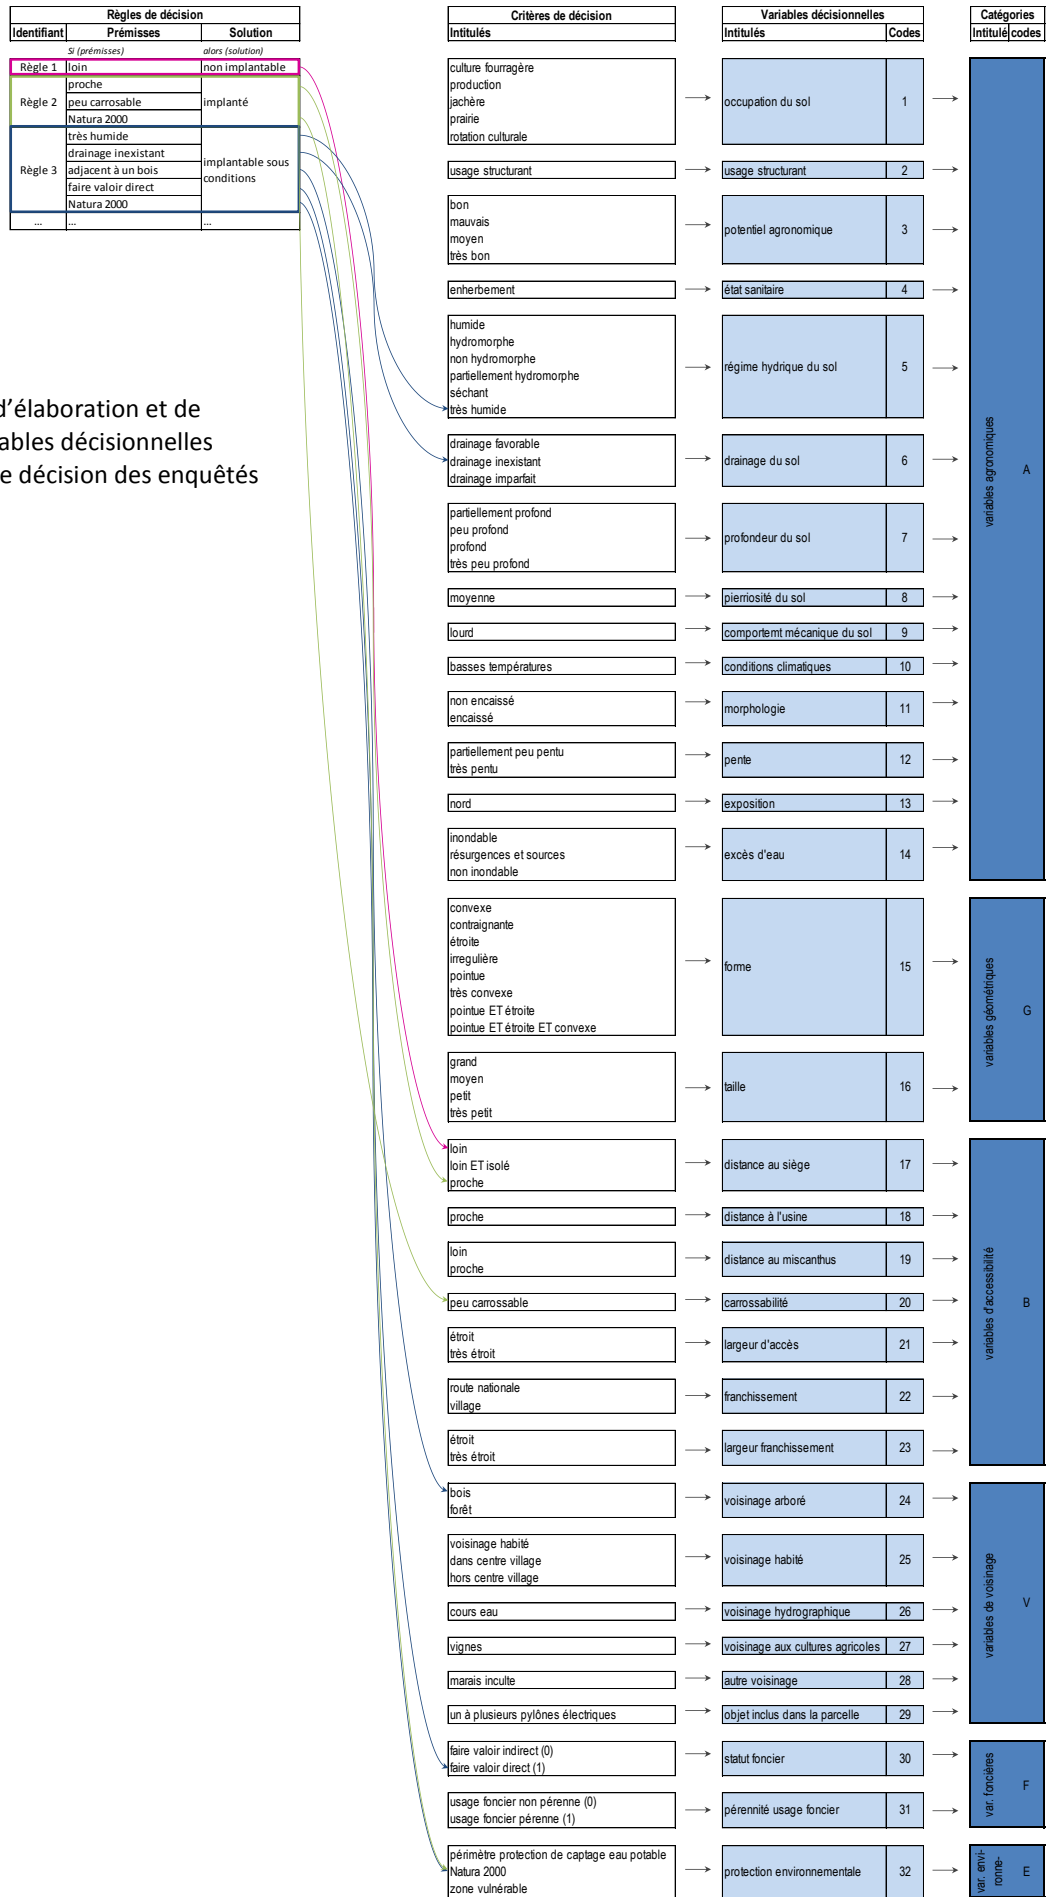 Règles de décision
Identifiant Prémisses Solution
Si (prémisses) alors (solution)
Règle 1 loin non implantable
Règle 2 proche implanté
peu carrosable
Natura 2000
Règle 3 très humide implantable sous conditions
drainage inexistant
adjacent à un bois
faire valoir direct
Natura 2000
... ... ...
d'élaboration et de
ables décisionnelles
e décision des enquêtés
Critères de décision
Intitulés
Variables décisionnelles
Intitulés Codes
Catégories
Intitulé codes
culture fourragère
production
jachère
prairie
rotation culturale
occupation du sol 1
usage structurant
usage structurant 2
bon
mauvais
moyen
très bon
potentiel agronomique 3
enherbement
état sanitaire 4
humide
hydromorphe
non hydromorphe
partiellement hydromorphe
séchant
très humide
régime hydrique du sol 5
drainage favorable
drainage inexistant
drainage imparfait
drainage du sol 6
partiellement profond
peu profond
profond
très peu profond
profondeur du sol 7
moyenne
pierriosité du sol 8
lourd
comportemt mécanique du sol 9
basses températures
conditions climatiques 10
non encaissé
encaissé
morphologie 11
partiellement peu pentu
très pentu
pente 12
nord
exposition 13
inondable
résurgences et sources
non inondable
excès d'eau 14
variables agronomiques A
convexe
contraignante
étroite
irregulière
pointue
très convexe
pointue ET étroite
pointue ET étroite ET convexe
forme 15
grand
moyen
petit
très petit
taille 16
variables géométriques G
loin
loin ET isolé
proche
distance au siège 17
proche
distance à l'usine 18
loin
proche
distance au miscanthus 19
peu carrossable
carrossabilité 20
étroit
très étroit
largeur d'accès 21
route nationale
village
franchissement 22
étroit
très étroit
largeur franchissement 23
variables d'accessibilité B
bois
forêt
voisinage arboré 24
voisinage habité
dans centre village
hors centre village
voisinage habité 25
cours eau
voisinage hydrographique 26
vignes
voisinage aux cultures agricoles 27
marais inculte
autre voisinage 28
un à plusieurs pylônes électriques
objet inclus dans la parcelle 29
variables de voisinage V
faire valoir indirect (0)
faire valoir direct (1)
statut foncier 30
usage foncier non pérenne (0)
usage foncier pérenne (1)
pérennité usage foncier 31
var. foncières F
périmètre protection de captage eau potable
Natura 2000
zone vulnérable
protection environnementale 32
var. envi-
ronne- E